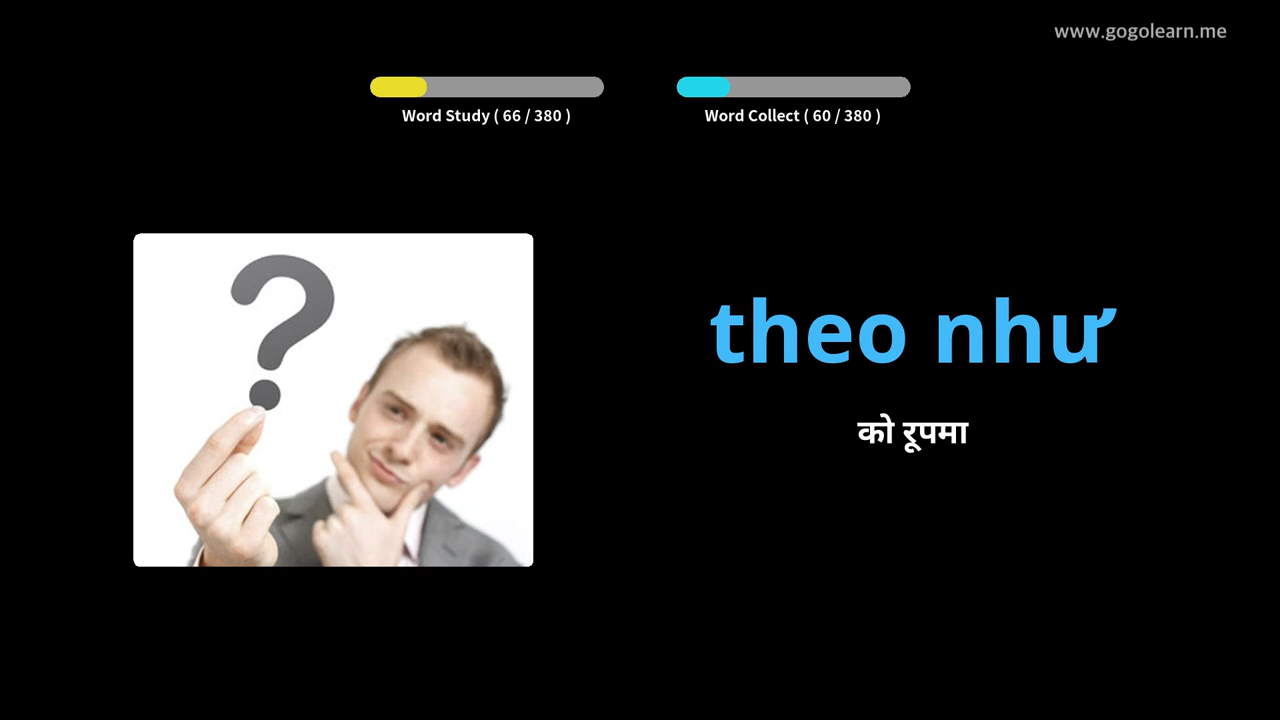 www.gogolearn.me
Word Study ( 66 / 380 )
Word Collect ( 60 / 380 )
?
theo như
को रूपमा